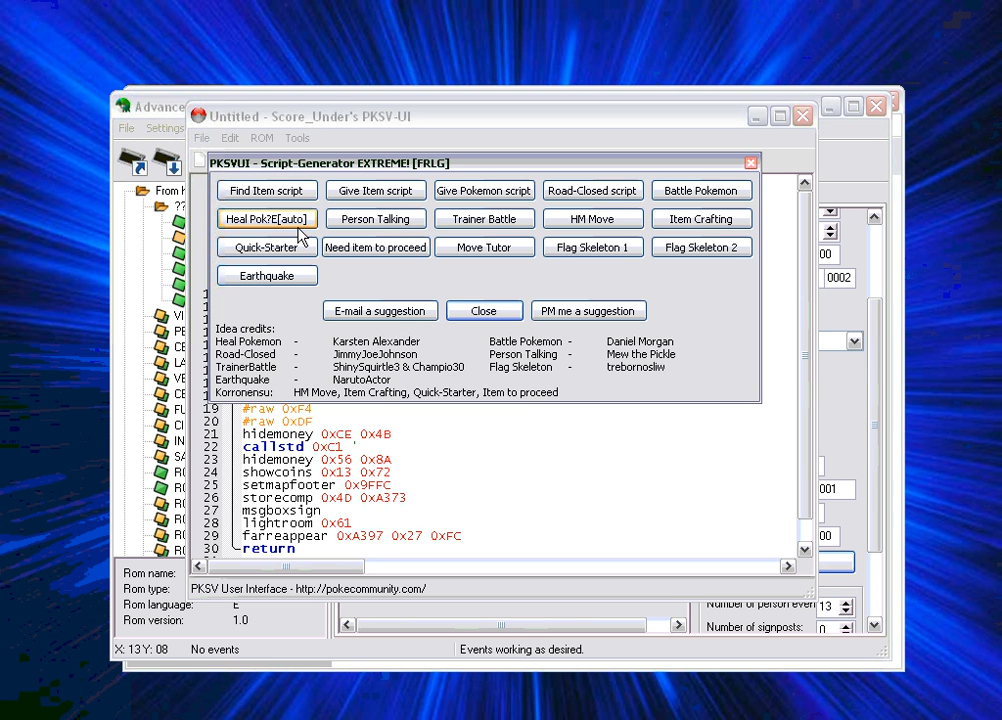 Advance
Untitled - Score_Under's PKSV-UI
File Settings
File Edit ROM Tools
PKSVUI - Script-Generator EXTREME! [FRLG]
Find Item script Give Item script Give Pokemon script Road-Closed script Battle Pokemon
From h
??
Heal Pok?E[auto] Person Talking Trainer Battle HM Move Item Crafting
Quick-Starter Need item to proceed Move Tutor Flag Skeleton 1 Flag Skeleton 2
00
Earthquake
0002
E-mail a suggestion Close PM me a suggestion
Idea credits:
Heal Pokemon - Karsten Alexander Battle Pokemon - Daniel Morgan
Road-Closed - JimmyJoeJohnson Person Talking - Mew the Pickle
TrainerBattle - ShinySquirtle3 & Champio30 Flag Skeleton - trebornosliw
Earthquake - NarutoActor
Korronensu: HM Move, Item Crafting, Quick-Starter, Item to proceed
19 #raw 0xF4
20 #raw 0xDF
21 hidemoney 0xCE 0x4B
22 callstd 0xC1 '
23 hidemoney 0x56 0x8A
24 showcoins 0x13 0x72
25 setmapfooter 0x9FFC
26 storecomp 0x4D 0xA373
27 msgboxsign
28 lightroom 0x61
29 farreappear 0xA397 0x27 0xFC
30 return
001
00
Rom name:
Rom type:
Rom language: E
Rom version: 1.0
PKSV User Interface - http://pokecommunity.com/
Number of person even 13
Number of signposts: 0
X: 13 Y: 08 No events Events working as desired.